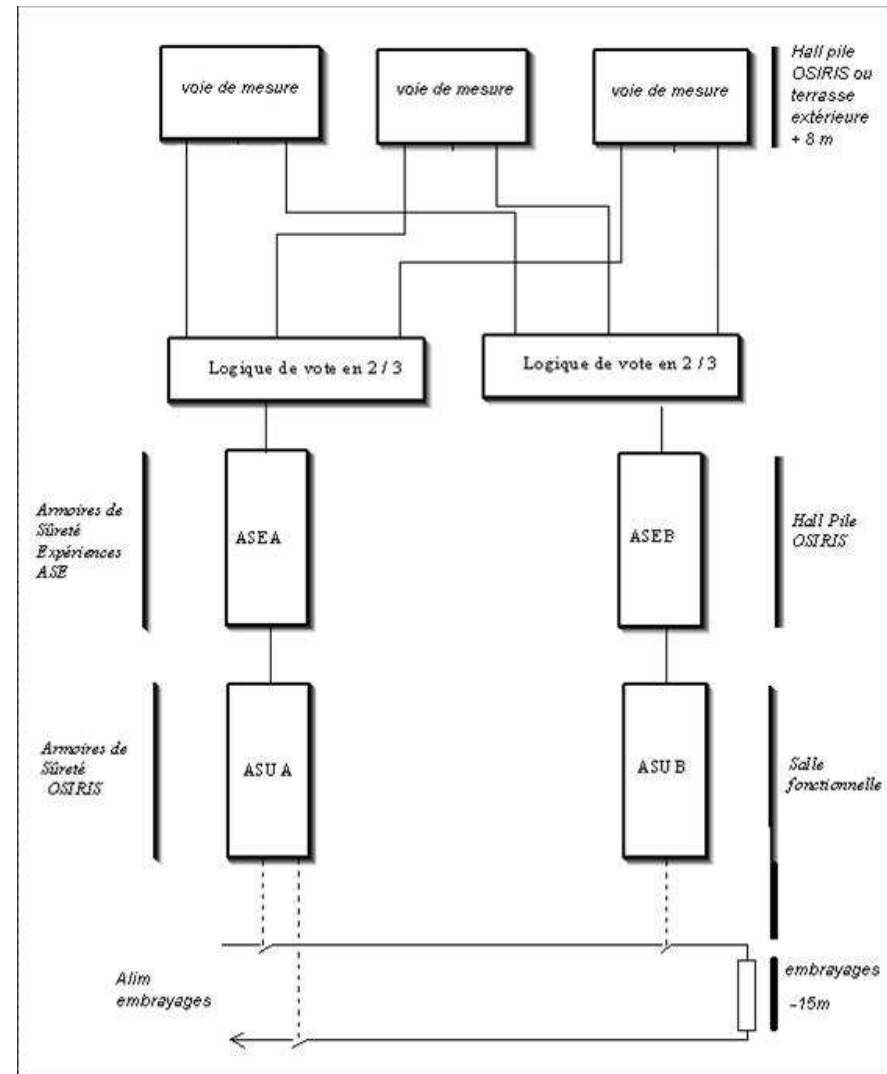 voie de mesure
voie de mesure
voie de mesure
Hall pile
OSIRIS ou
terrasse
extérieure
+ 8 m
Logique de vote en 2 / 3
Logique de vote en 2 / 3
Armoires de
Sûreté
Expériences
ASE
ASE A
ASE B
Hall Pile
OSIRIS
Armoires de
Sûreté
OSIRIS
ASU A
ASU B
Salle
fonctionnelle
Alim
embrayages
embrayages
-15m